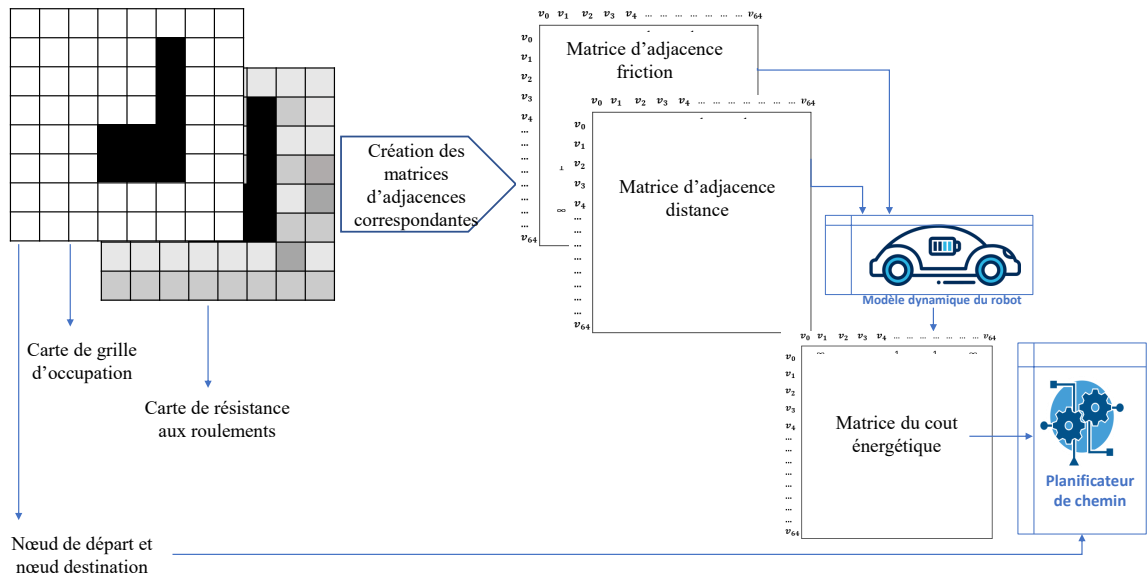 v0 v1 v2 v3 v4 ... ... ... ... ... ... ... ... v64
v0
v1
v2
v3
v4
...
...
...
...
...
...
v64
Matrice d’adjacence
friction
1
∞
v0 v1 v2 v3 v4 ... ... ... ... ... ... ... ... v64
v0
v1
v2
v3
v4
...
...
...
...
...
...
...
v64
Matrice d’adjacence
distance
Création des
matrices
d’adjacences
correspondantes
Modèle dynamique du robot
v0 v1 v2 v3 v4 ... ... ... ... ... ... ... ... v64
v0
v1
v2
v3
v4
...
...
...
...
...
...
...
v64
Matrice du cout
énergétique
Planificateur
de chemin
Carte de grille
d’occupation
Carte de résistance
aux roulements
Nœud de départ et
nœud destination